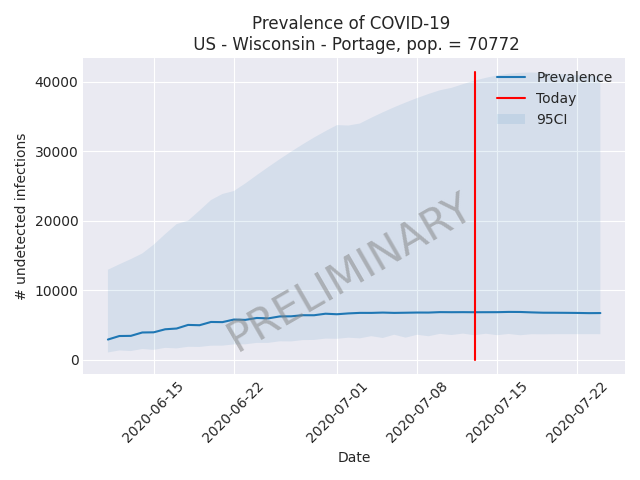 Prevalence of COVID-19
US - Wisconsin - Portage, pop. = 70772
# undetected infections
40000
30000
20000
10000
0
Prevalence
Today
95CI
PRELIMINARY
2020-06-15
2020-06-22
2020-07-01
2020-07-08
2020-07-15
2020-07-22
Date